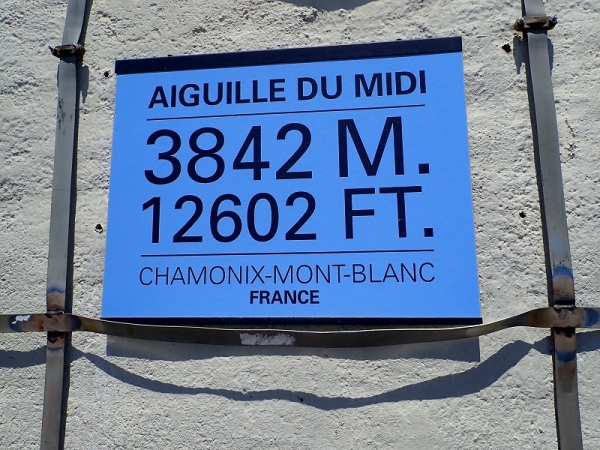 AIGUILLE DU MIDI
3842 M.
12602 FT.
CHAMONIX-MONT-BLANC
FRANCE